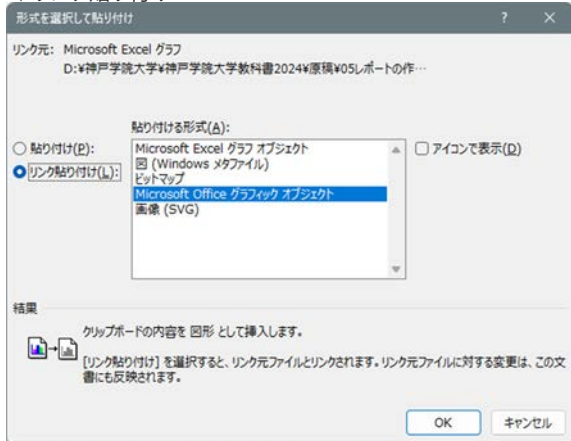 形式を選択して貼り付け ? ×
リンク元: Microsoft Excel グラフ
D:¥神戸学院大学¥神戸学院大学教科書2024¥原稿¥05レポートの作…
貼り付ける形式(A):
○ 貼り付け(P):
Microsoft Excel グラフ オブジェクト
□ アイコンで表示(D)
リンク貼り付け(L):
図 (Windows メタファイル)
ビットマップ
Microsoft Office グラフィック オブジェクト
画像 (SVG)
結果
クリップボードの内容を 図形 として挿入します。
[リンク貼り付け] を選択すると、リンク元ファイルとリンクされます。リンク元ファイルに対する変更は、この文
書にも反映されます。
OK キャンセル